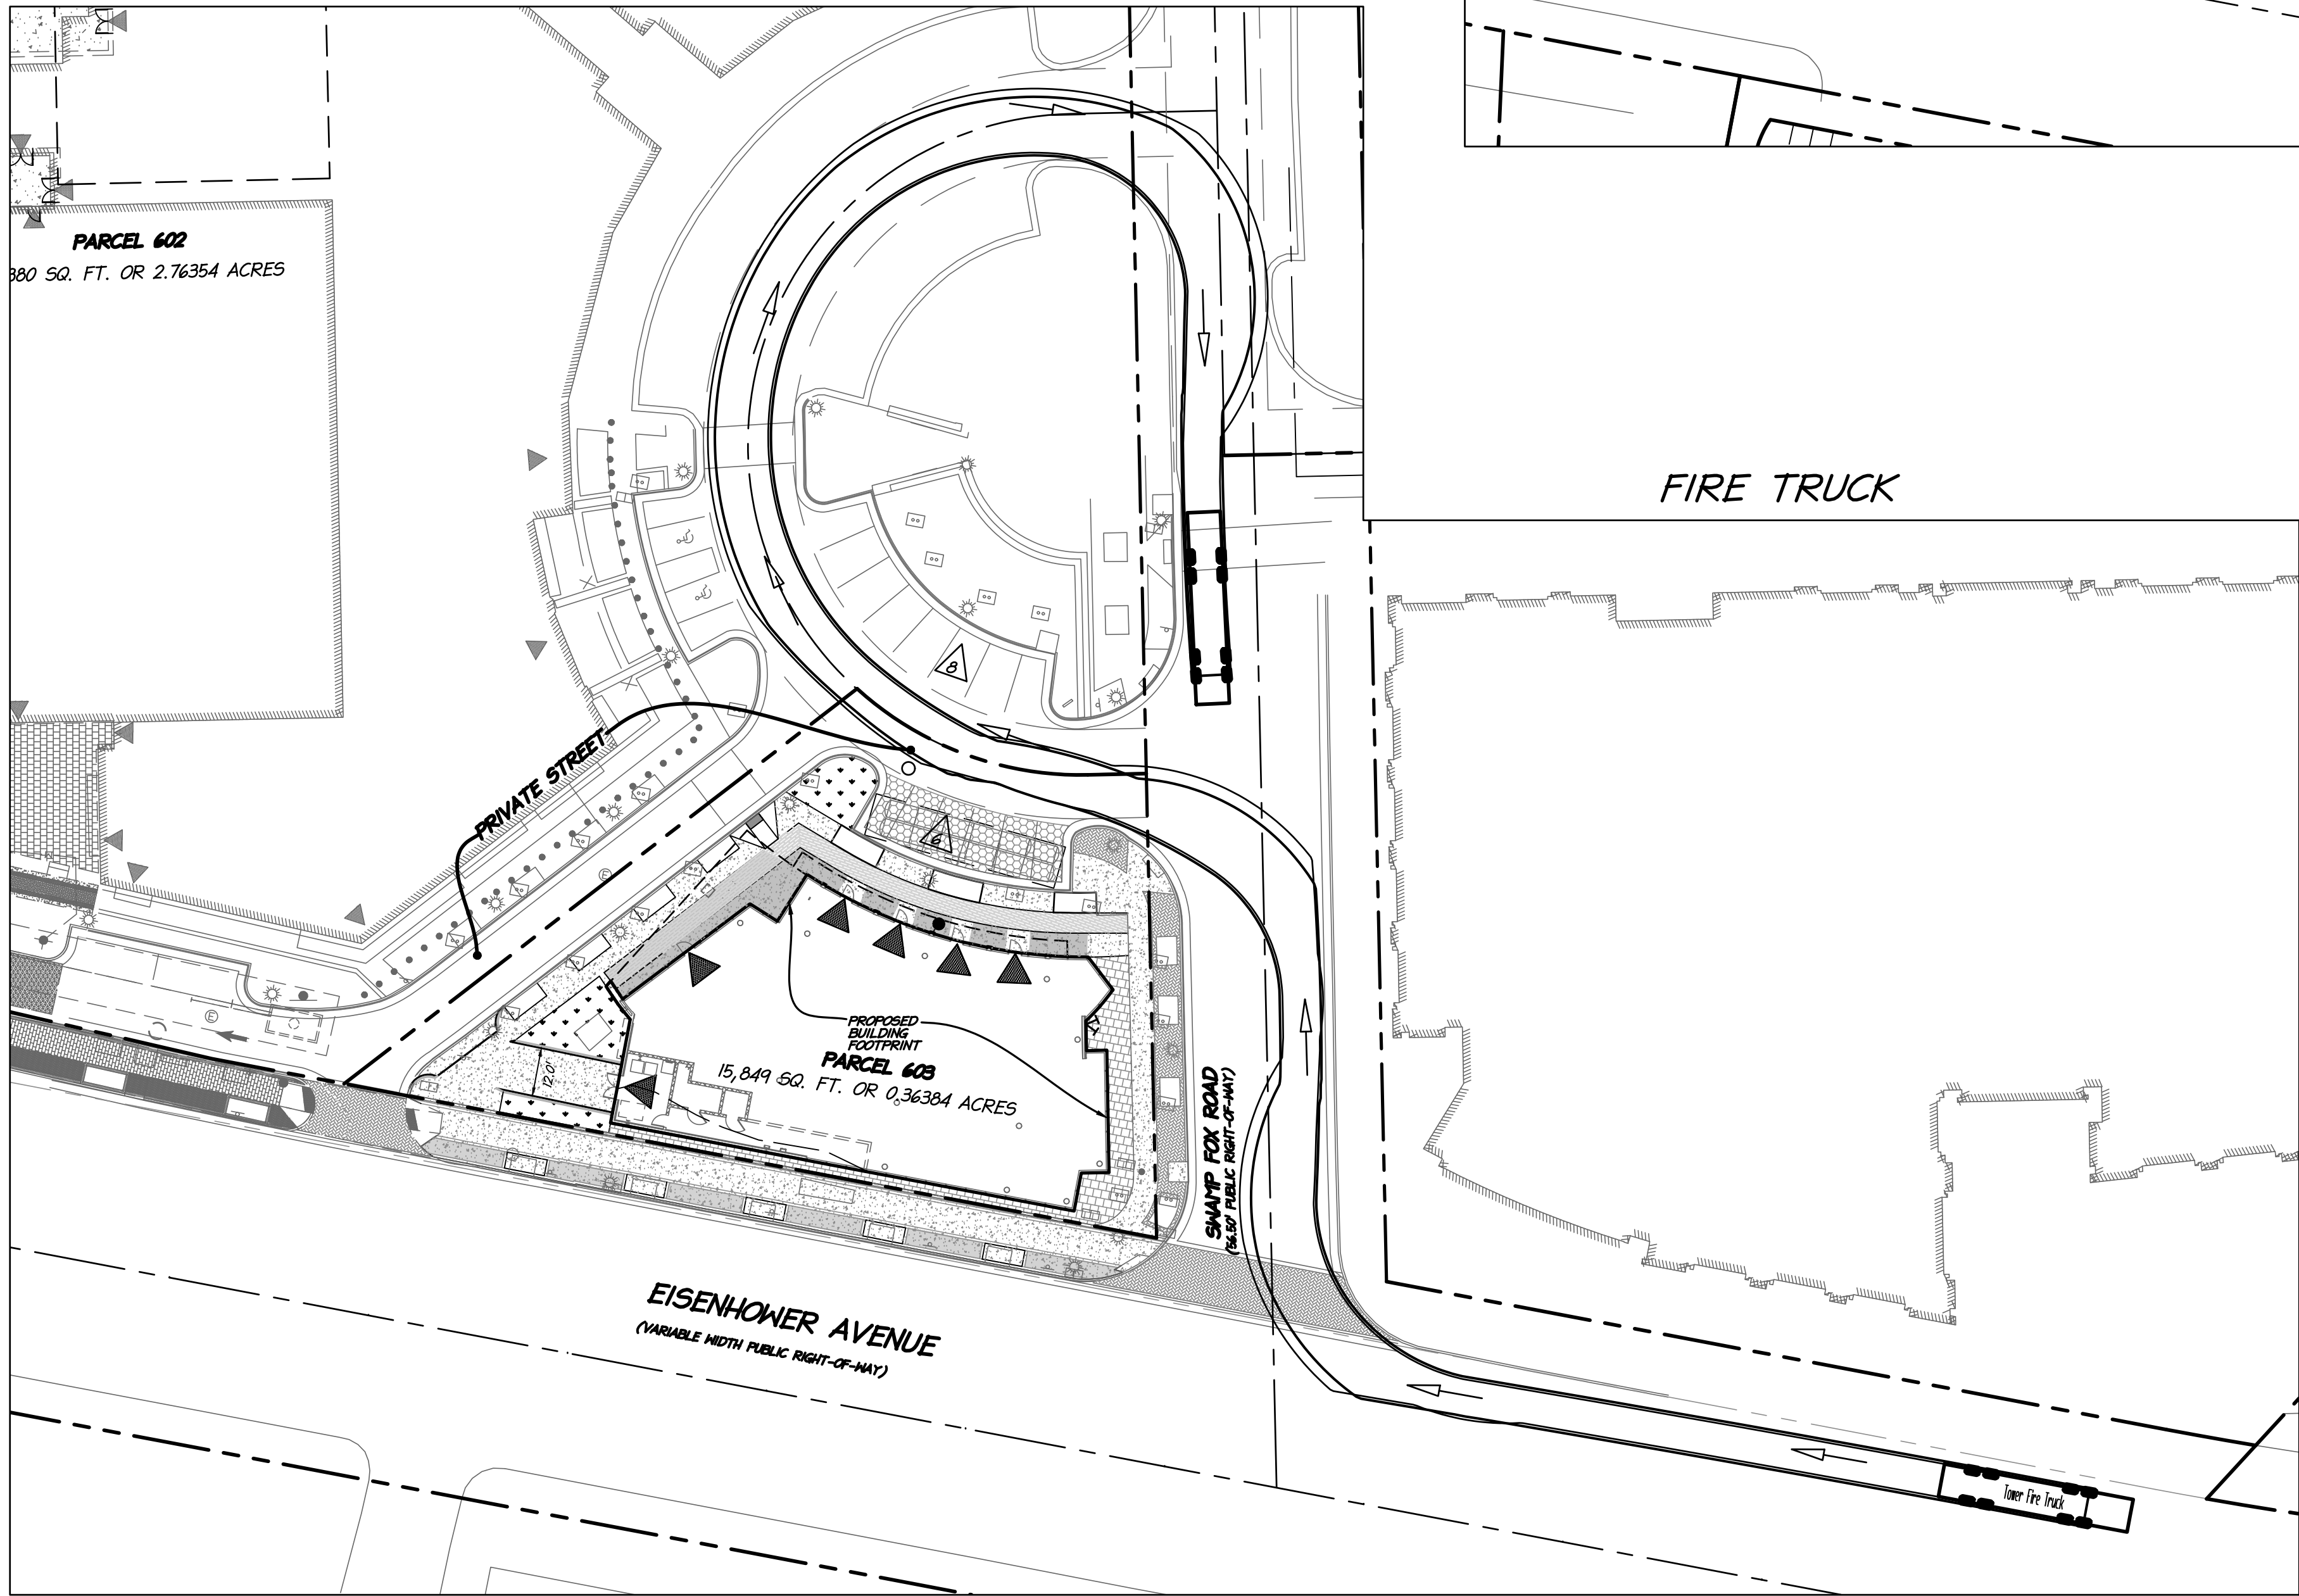 PARCEL 602
380 SQ. FT. OR 2.76354 ACRES
FIRE TRUCK
8
PRIVATE STREET
6
E
E
PROPOSED
BUILDING
FOOTPRINT
PARCEL 603
15,849 SQ. FT. OR 0.36384 ACRES
12.0'
SWAMP FOX ROAD
(56.50' PUBLIC RIGHT-OF-WAY)
EISENHOWER AVENUE
(VARIABLE WIDTH PUBLIC RIGHT-OF-WAY)
Tower Fire Truck